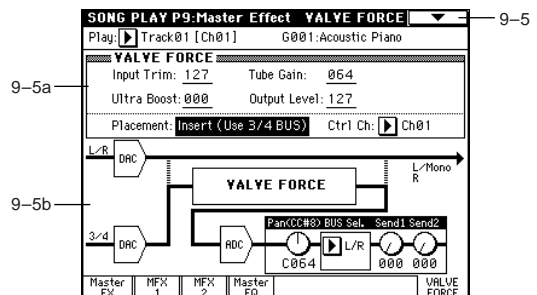 SONG PLAY P9:Master Effect VALVE FORCE
9–5
Play: Track01 [Ch01] G001:Acoustic Piano
VALVE FORCE
Input Trim: 127 Tube Gain: 064
9–5a
Ultra Boost: 000 Output Level: 127
Placement: Insert (Use 3/4 BUS) Ctrl Ch: Ch01
L/R DAC
L/Mono
R
VALVE FORCE
9–5b
Pan(CC#8) BUS Sel. Send1 Send2
3/4 DAC ADC L/R
C064 000 000
Master FX MFX 1 MFX 2 Master EQ VALVE FORCE